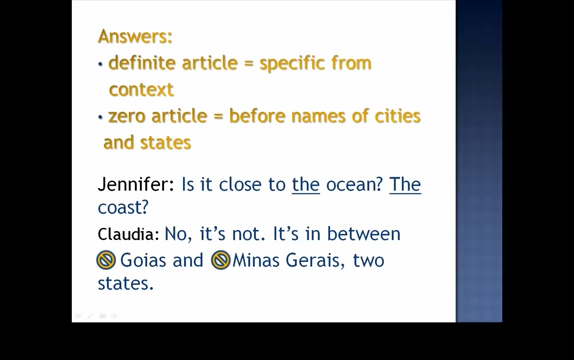 Answers:
• definite article = specific from
context
• zero article = before names of cities
and states
Jennifer: Is it close to the ocean? The
coast?
Claudia: No, it's not. It's in between
Goias and Minas Gerais, two
states.